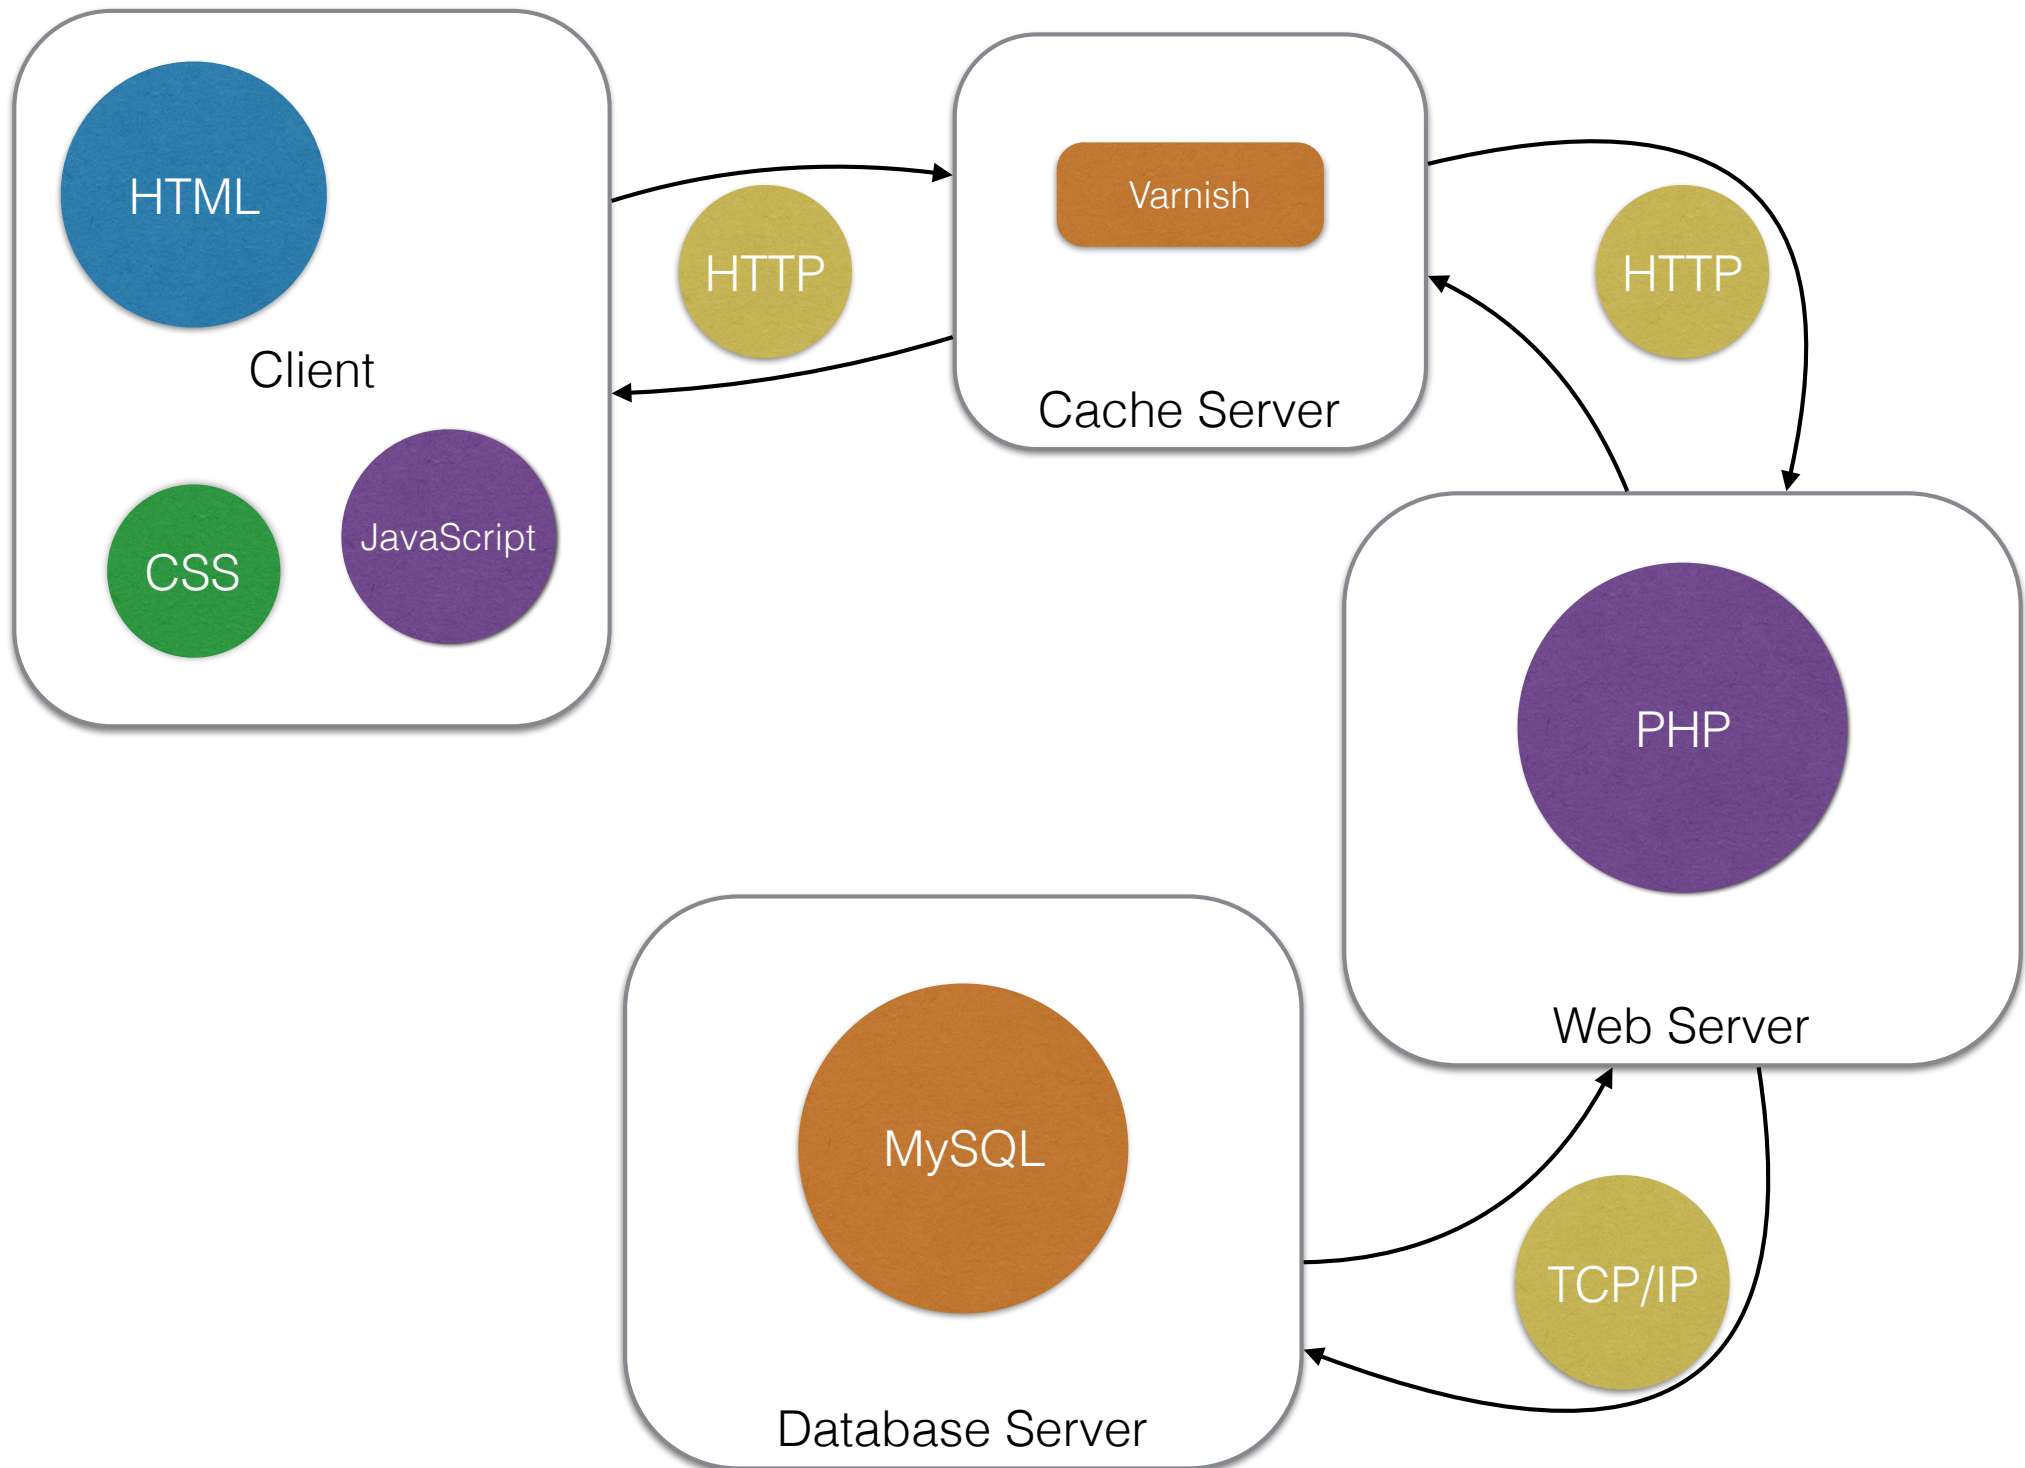 HTML
Client
CSS
JavaScript
HTTP
Varnish
Cache Server
HTTP
PHP
Web Server
MySQL
Database Server
TCP/IP